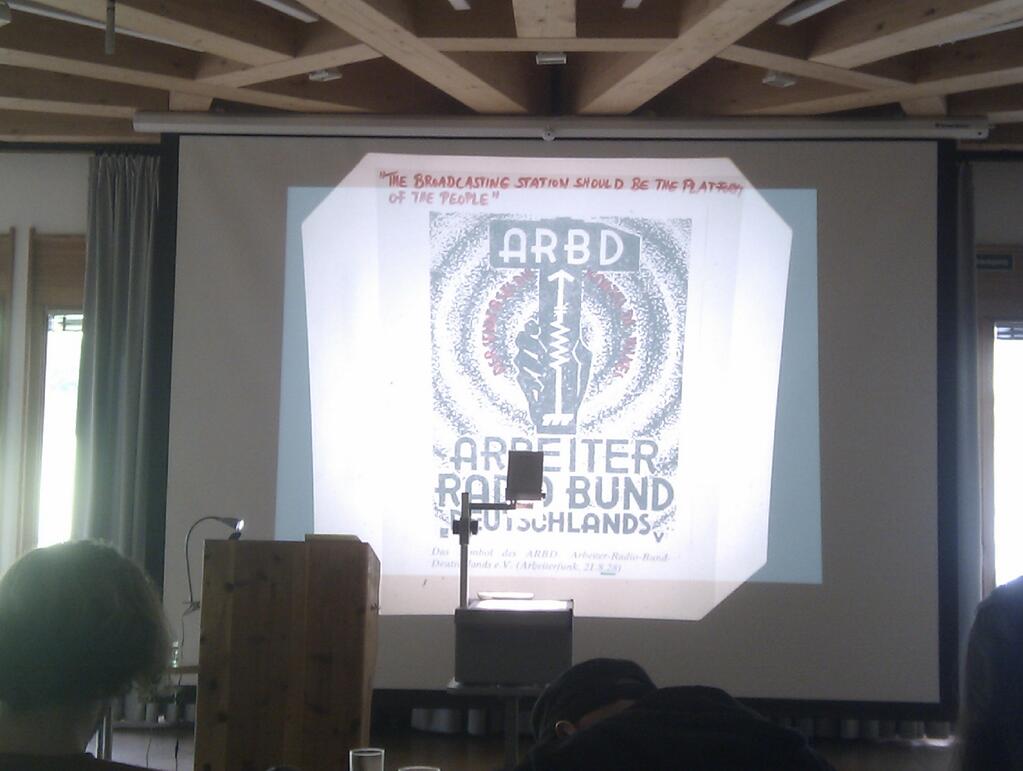 "THE BROADCASTING STATION SHOULD BE THE PLATFORM
OF THE PEOPLE"
ARBD
ARBEITER
RADIO BUND
DEUTSCHLANDS
E V
Das Symbol des ARBD Arbeiter-Radio-Bund-
Deutschlands e.V. (Arbeiterfunk, 21.8.28)